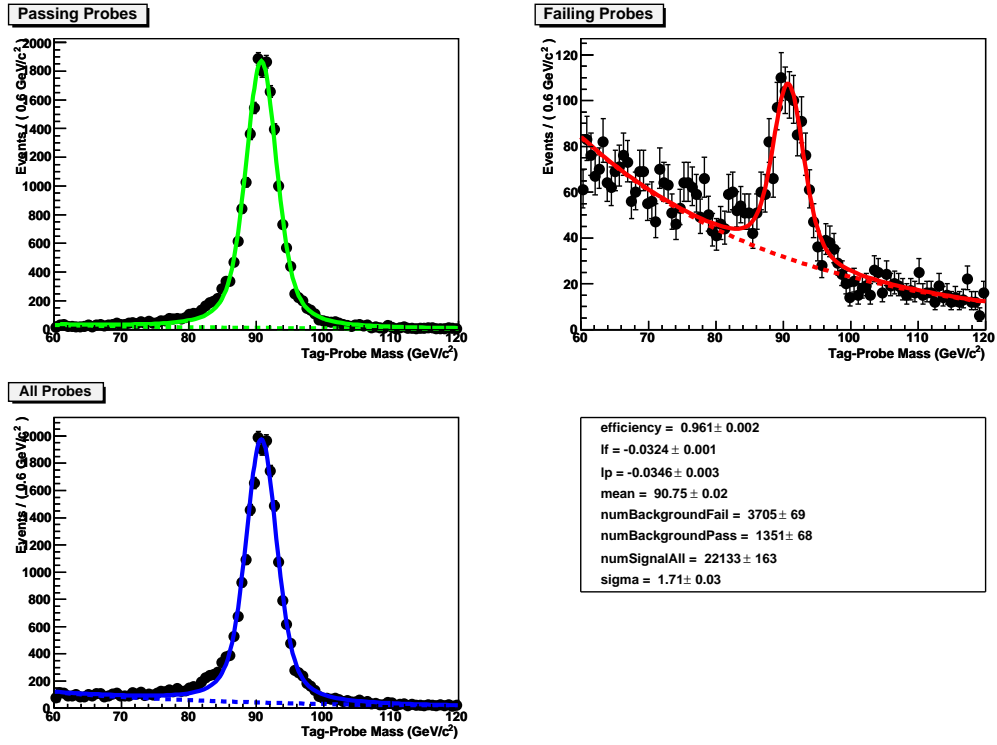 Passing Probes
Events / ( 0.6 GeV/c² )
2000
1800
1600
1400
1200
1000
800
600
400
200
0
60 70 80 90 100 110 120
Tag-Probe Mass (GeV/c²)
Failing Probes
Events / ( 0.6 GeV/c² )
120
100
80
60
40
20
0
60 70 80 90 100 110 120
Tag-Probe Mass (GeV/c²)
All Probes
Events / ( 0.6 GeV/c² )
2000
1800
1600
1400
1200
1000
800
600
400
200
0
60 70 80 90 100 110 120
Tag-Probe Mass (GeV/c²)
efficiency = 0.961± 0.002
lf = -0.0324 ± 0.001
lp = -0.0346 ± 0.003
mean = 90.75 ± 0.02
numBackgroundFail = 3705 ± 69
numBackgroundPass = 1351± 68
numSignalAll = 22133 ± 163
sigma = 1.71± 0.03